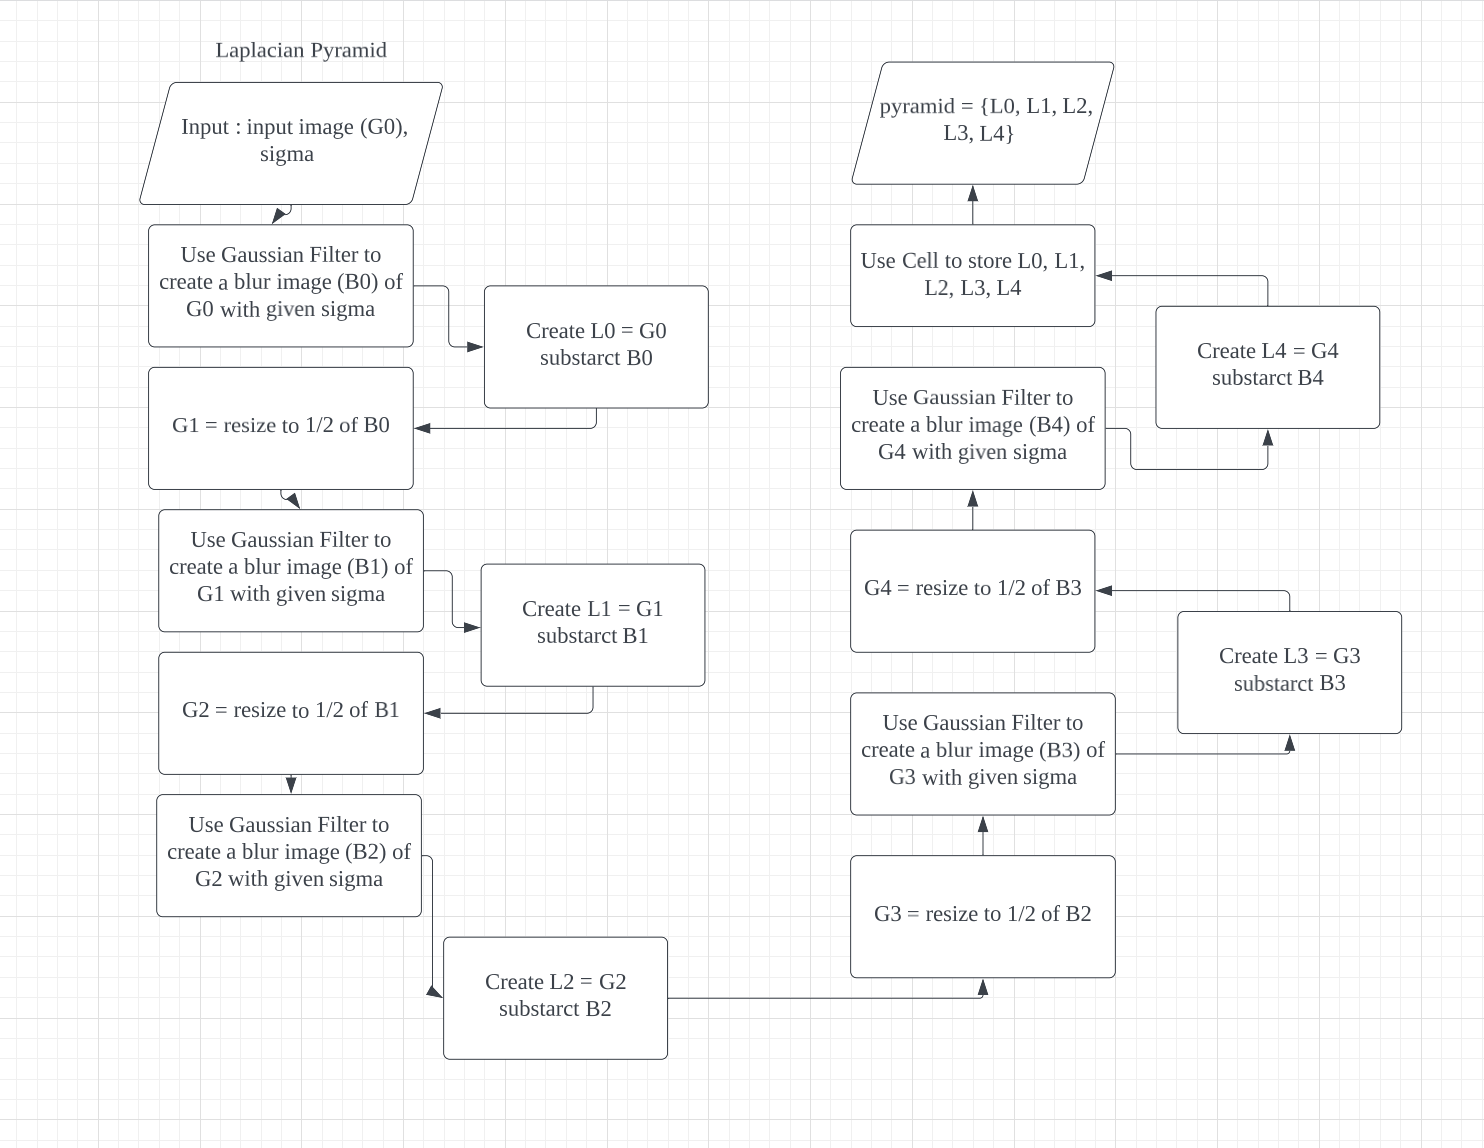 Laplacian Pyramid
Input : input image (G0),
sigma
Use Gaussian Filter to
create a blur image (B0) of
G0 with given sigma
Create L0 = G0
substarct B0
G1 = resize to 1/2 of B0
Use Gaussian Filter to
create a blur image (B1) of
G1 with given sigma
Create L1 = G1
substarct B1
G2 = resize to 1/2 of B1
Use Gaussian Filter to
create a blur image (B2) of
G2 with given sigma
Create L2 = G2
substarct B2
G3 = resize to 1/2 of B2
Use Gaussian Filter to
create a blur image (B3) of
G3 with given sigma
Create L3 = G3
substarct B3
G4 = resize to 1/2 of B3
Use Gaussian Filter to
create a blur image (B4) of
G4 with given sigma
Create L4 = G4
substarct B4
Use Cell to store L0, L1,
L2, L3, L4
pyramid = {L0, L1, L2,
L3, L4}